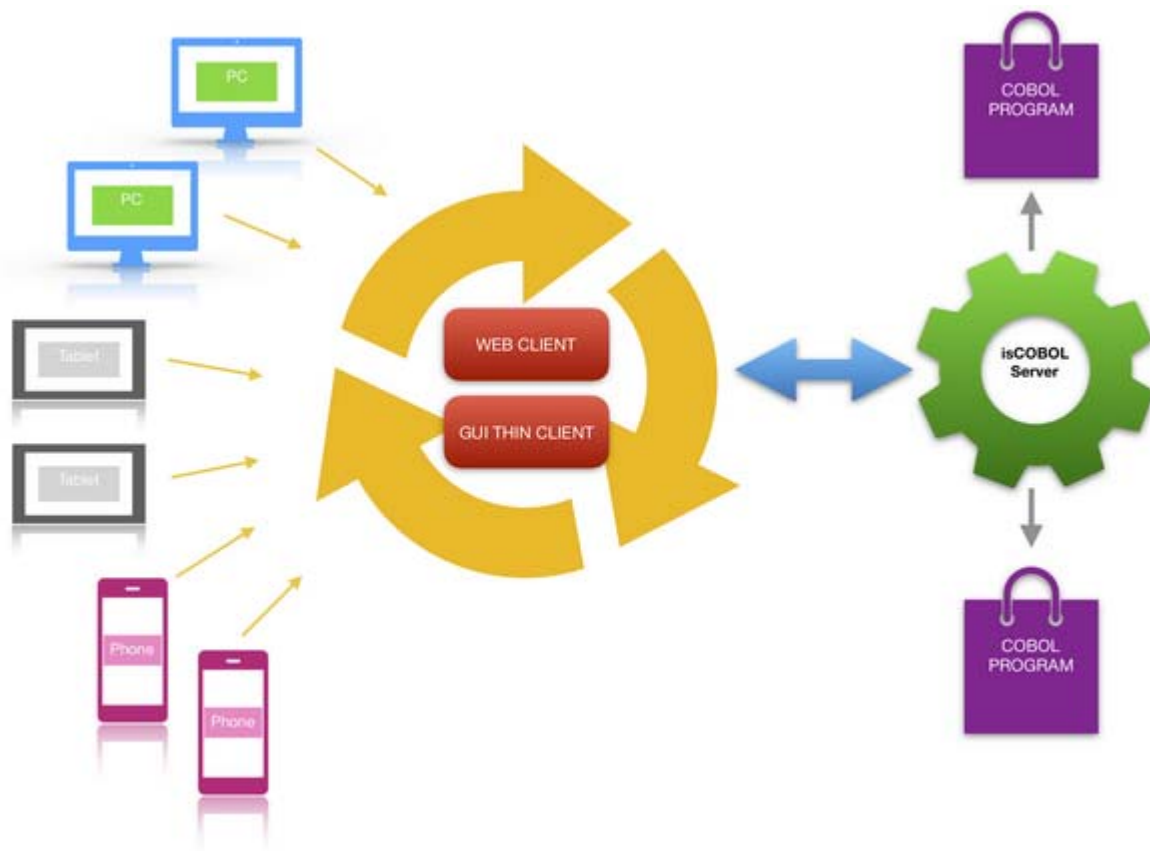 PC
PC
Tablet
Tablet
Phone
Phone
WEB CLIENT
GUI THIN CLIENT
COBOL
PROGRAM
isCOBOL
Server
COBOL
PROGRAM